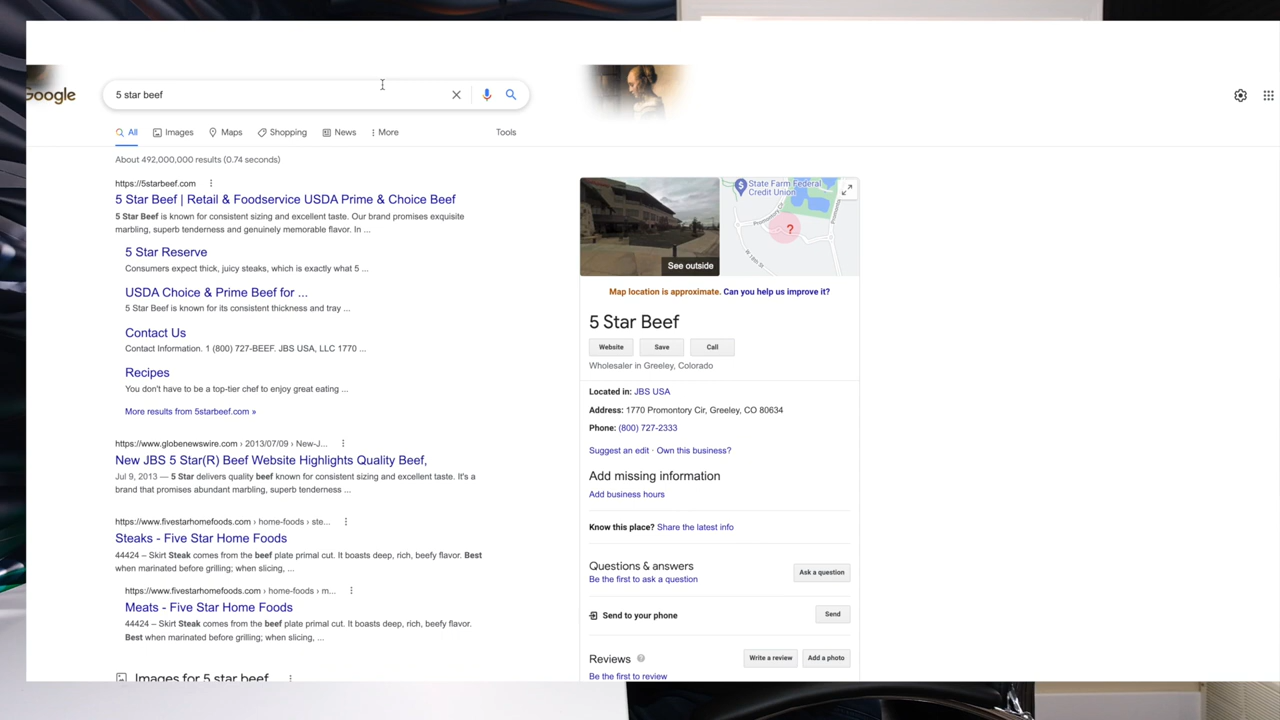 Google
5 star beef
All
Images
Maps
Shopping
News
More
Tools
About 492,000,000 results (0.74 seconds)
https://5starbeef.com
5 Star Beef | Retail & Foodservice USDA Prime & Choice Beef
5 Star Beef is known for consistent sizing and excellent taste. Our brand promises exquisite
marbling, superb tenderness and genuinely memorable flavor. In ...
5 Star Reserve
Consumers expect thick, juicy steaks, which is exactly what 5 ...
USDA Choice & Prime Beef for ...
5 Star Beef is known for its consistent thickness and tray ...
Contact Us
Contact Information. 1 (800) 727-BEEF. JBS USA, LLC 1770 ...
Recipes
You don't have to be a top-tier chef to enjoy great eating ...
More results from 5starbeef.com »
https://www.globenewswire.com › 2013/07/09 › New-J...
New JBS 5 Star(R) Beef Website Highlights Quality Beef,
Jul 9, 2013 — 5 Star delivers quality beef known for consistent sizing and excellent taste. It's a
brand that promises abundant marbling, superb tenderness ...
https://www.fivestarhomefoods.com › home-foods › ste...
Steaks - Five Star Home Foods
44424 – Skirt Steak comes from the beef plate primal cut. It boasts deep, rich, beefy flavor. Best
when marinated before grilling; when slicing, ...
https://www.fivestarhomefoods.com › home-foods › m...
Meats - Five Star Home Foods
44424 – Skirt Steak comes from the beef plate primal cut. It boasts deep, rich, beefy flavor.
Best when marinated before grilling; when slicing, ...
Images for 5 star beef
See outside
State Farm Federal
Credit Union
Promontory Cir
W 18th St
?
Map location is approximate. Can you help us improve it?
5 Star Beef
Website
Save
Call
Wholesaler in Greeley, Colorado
Located in: JBS USA
Address: 1770 Promontory Cir, Greeley, CO 80634
Phone: (800) 727-2333
Suggest an edit · Own this business?
Add missing information
Add business hours
Know this place? Share the latest info
Questions & answers
Be the first to ask a question
Ask a question
Send to your phone
Send
Reviews
Write a review
Add a photo
Be the first to review